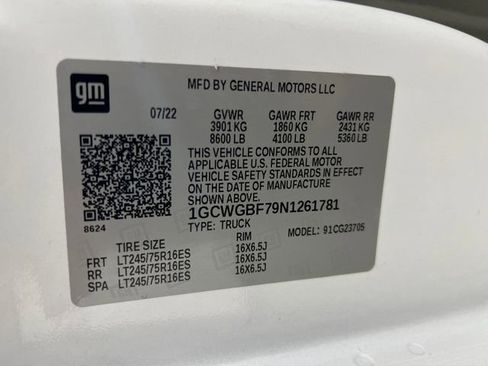 gm
MFD BY GENERAL MOTORS LLC
07/22 GVWR GAWR FRT GAWR RR
3901 KG 1860 KG 2431 KG
8600 LB 4100 LB 5360 LB
THIS VEHICLE CONFORMS TO ALL
APPLICABLE U.S. FEDERAL MOTOR
VEHICLE SAFETY STANDARDS IN EFFECT
ON THE DATE OF MANUFACTURE
SHOWN ABOVE.
1GCWGBF79N1261781
8624 TYPE: TRUCK 91CG23705
TIRE SIZE RIM
FRT LT245/75R16ES 16X6.5J
RR LT245/75R16ES 16X6.5J
SPA LT245/75R16ES 16X6.5J